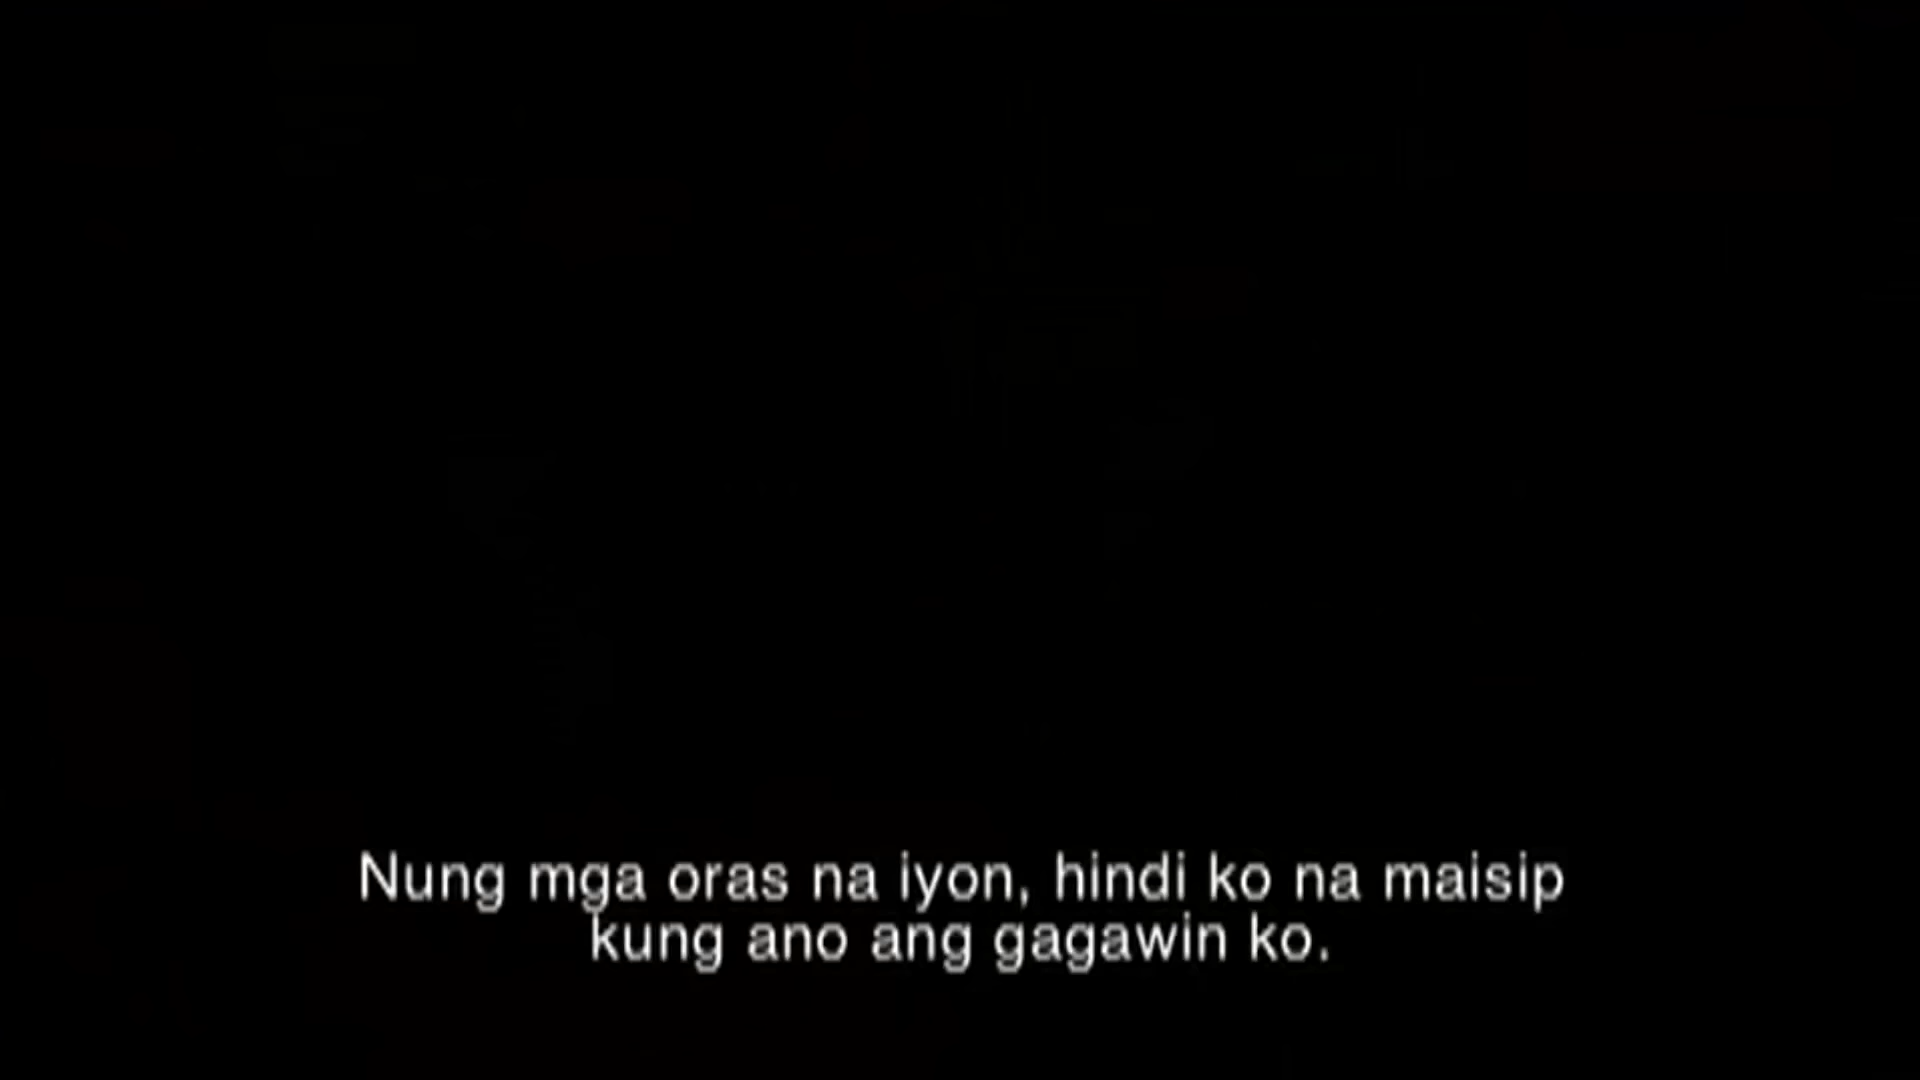 Nung mga oras na iyon, hindi ko na maisip
kung ano ang gagawin ko.